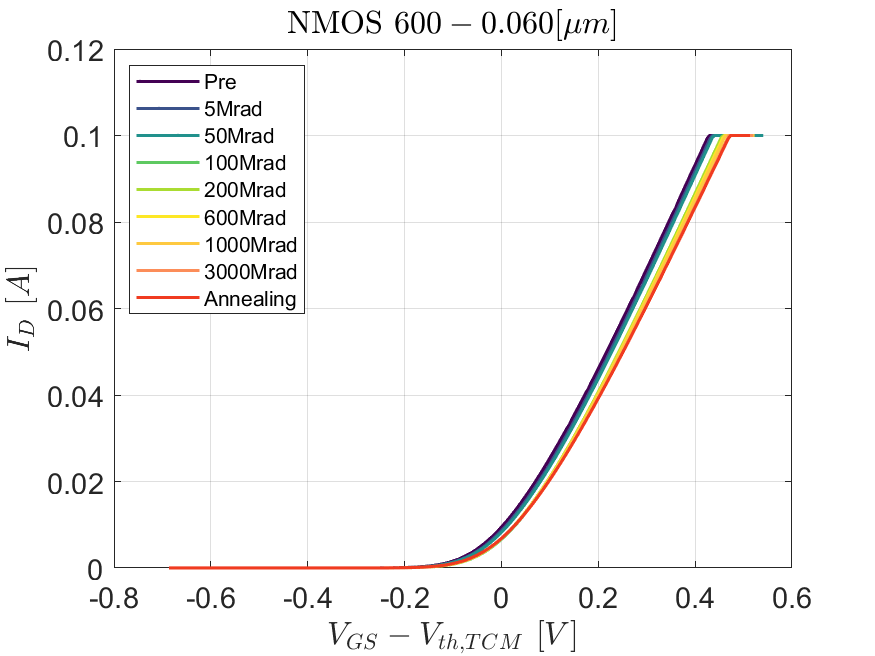 NMOS 600 − 0.060[μm]
0.12
0.1
0.08
0.06
0.04
0.02
0
Pre
5Mrad
50Mrad
100Mrad
200Mrad
600Mrad
1000Mrad
3000Mrad
Annealing
I_D [A]
-0.8 -0.6 -0.4 -0.2 0 0.2 0.4 0.6
V_GS − V_th,TCM [V]